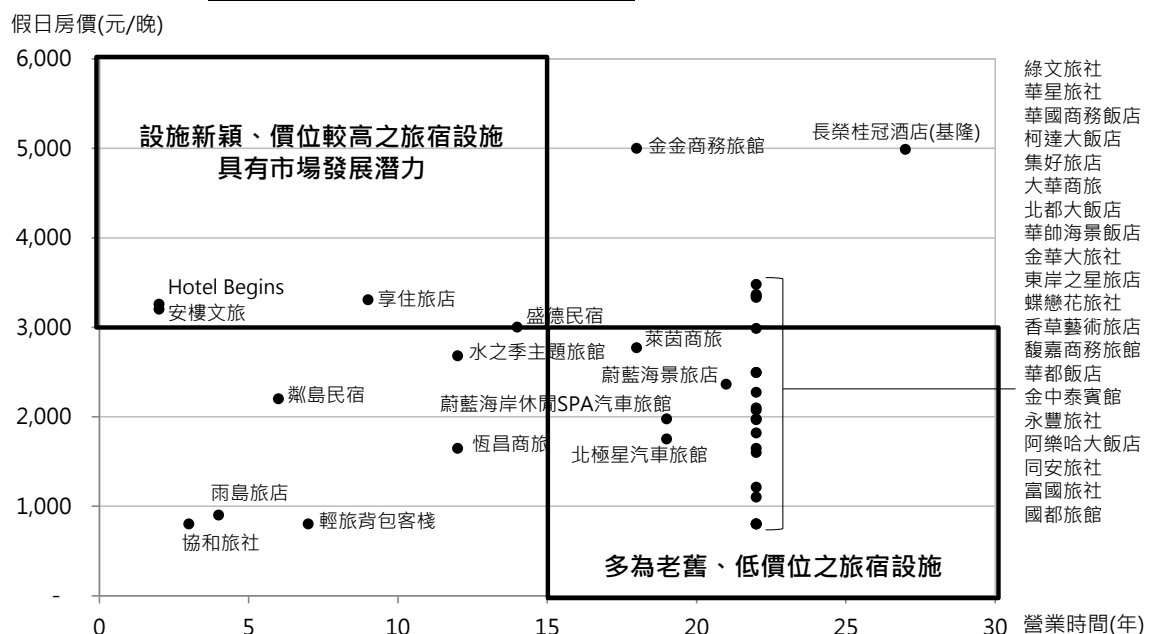 假日房價(元/晚)
6,000
5,000
4,000
3,000
2,000
1,000
-
0
5
10
15
20
25
30
營業時間(年)
設施新穎、價位較高之旅宿設施
具有市場發展潛力
金金商務旅館
長榮桂冠酒店(基隆)
Hotel Begins
安樓文旅
享住旅店
盛德民宿
水之季主題旅館
萊茵商旅
蔚藍海景旅店
粼島民宿
蔚藍海岸休閒SPA汽車旅館
恆昌商旅
北極星汽車旅館
雨島旅店
輕旅背包客棧
協和旅社
多為老舊、低價位之旅宿設施
綠文旅社
華星旅社
華國商務飯店
柯達大飯店
集好旅店
大華商旅
北都大飯店
華帥海景飯店
金華大旅社
東岸之星旅店
蝶戀花旅社
香草藝術旅店
馥嘉商務旅館
華都飯店
金中泰賓館
永豐旅社
阿樂哈大飯店
同安旅社
富國旅社
國都旅館